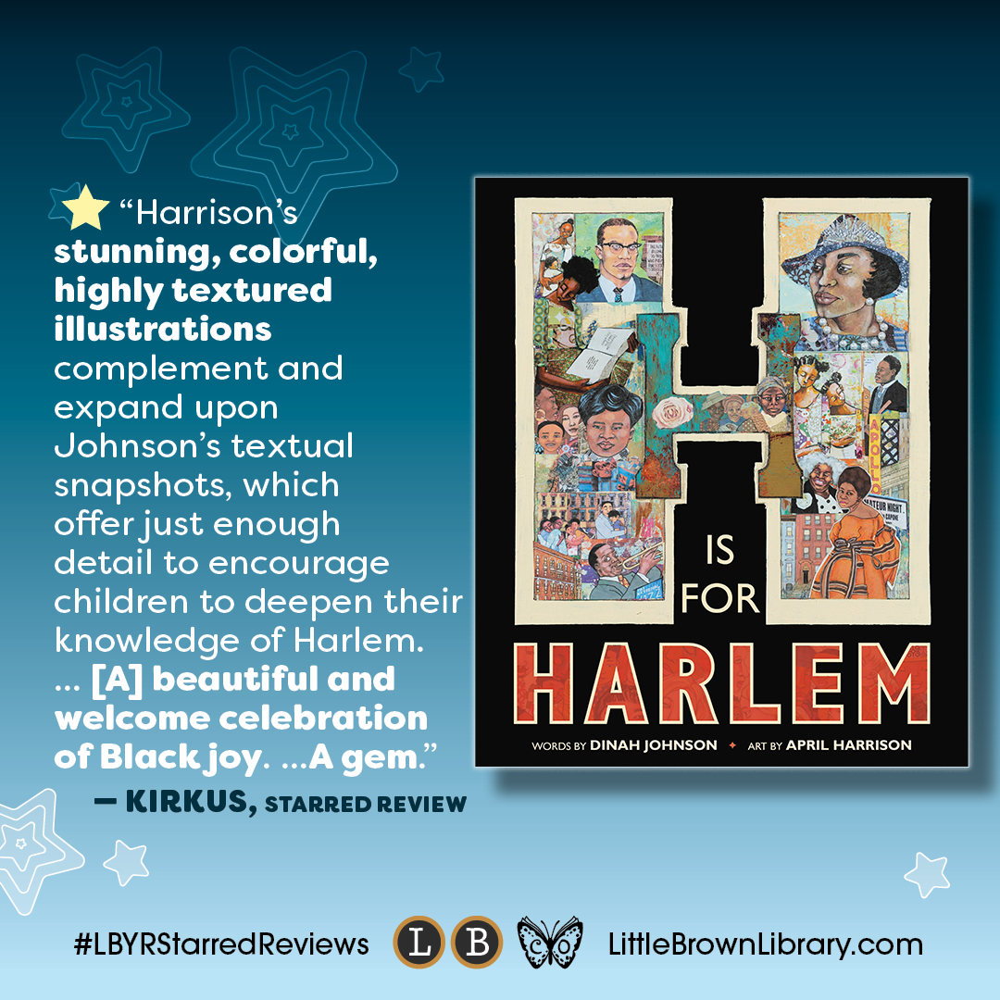 “Harrison’s
stunning, colorful,
highly textured
illustrations
complement and
expand upon
Johnson’s textual
snapshots, which
offer just enough
detail to encourage
children to deepen their
knowledge of Harlem.
... [A] beautiful and
welcome celebration
of Black joy. ...A gem.”
— KIRKUS, STARRED REVIEW
APOLLO
AMATEUR NIGHT.
IS
FOR
HARLEM
WORDS BY DINAH JOHNSON ✦ ART BY APRIL HARRISON
#LBYRStarredReviews L B CO LittleBrownLibrary.com